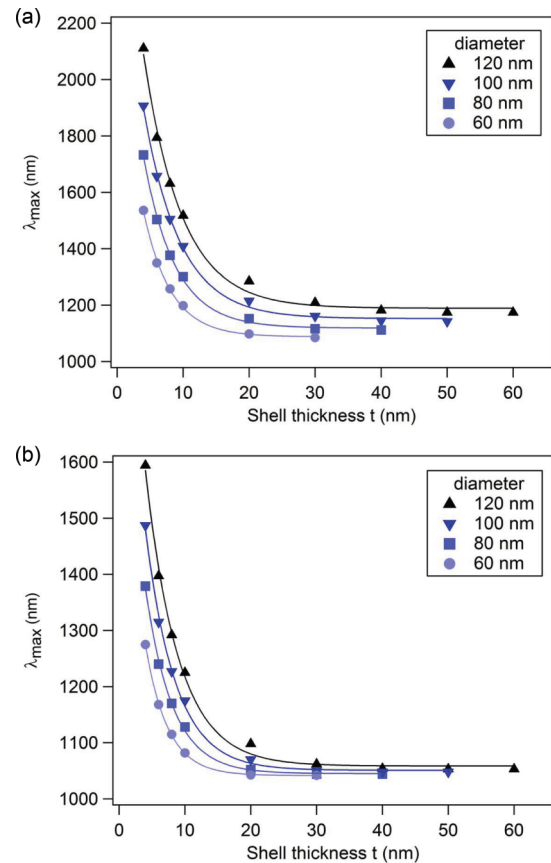 (a)
2200
2000
1800
1600
1400
1200
1000
λmax (nm)
diameter
120 nm
100 nm
80 nm
60 nm
0 10 20 30 40 50 60
Shell thickness t (nm)
(b)
1600
1500
1400
1300
1200
1100
1000
λmax (nm)
diameter
120 nm
100 nm
80 nm
60 nm
0 10 20 30 40 50 60
Shell thickness t (nm)